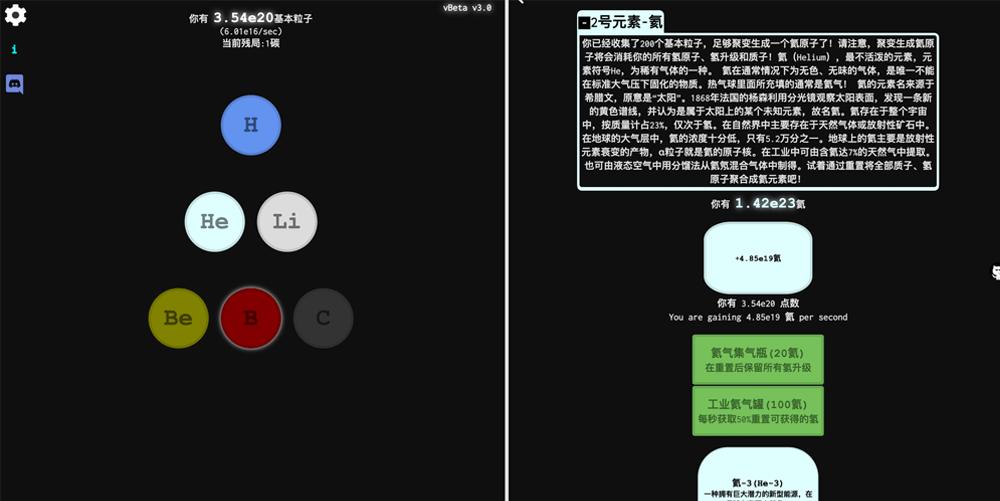 vBeta v3.0
你有 3.54e20基本粒子
(6.01e16/sec)
当前残局:1碳
i
H
He Li
Be B C
-2号元素-氦
你已经收集了200个基本粒子，足够聚变生成一个氦原子了！请注意，聚变生成氦原
子将会消耗你的所有氢原子、氢升级和质子！氦（Helium），最不活泼的元素，元
素符号He，为稀有气体的一种。 氦在通常情况下为无色、无味的气体，是唯一不能
在标准大气压下固化的物质。热气球里面所充填的通常是氦气！ 氦的元素名来源于
希腊文，原意是“太阳”。1868年法国的杨森利用分光镜观察太阳表面，发现一条新
的黄色谱线，并认为是属于太阳上的某个未知元素，故名氦。氦存在于整个宇宙
中，按质量计占23%，仅次于氢。在自然界中主要存在于天然气体或放射性矿石中。
在地球的大气层中，氦的浓度十分低，只有5.2万分之一。地球上的氦主要是放射性
元素衰变的产物，α粒子就是氦的原子核。在工业中可由含氦达7%的天然气中提取。
也可由液态空气中用分馏法从氦氖混合气体中制得。试着通过重置将全部质子、氢
原子聚合成氦元素吧！
你有 1.42e23氦
+4.85e19氦
你有 3.54e20 点数
You are gaining 4.85e19 氦 per second
氦气集气瓶(20氦)
在重置后保留所有氢升级
工业氦气罐(100氦)
每秒获取50%重置可获得的氦
氦-3(He-3)
一种拥有巨大潜力的新型能源，在